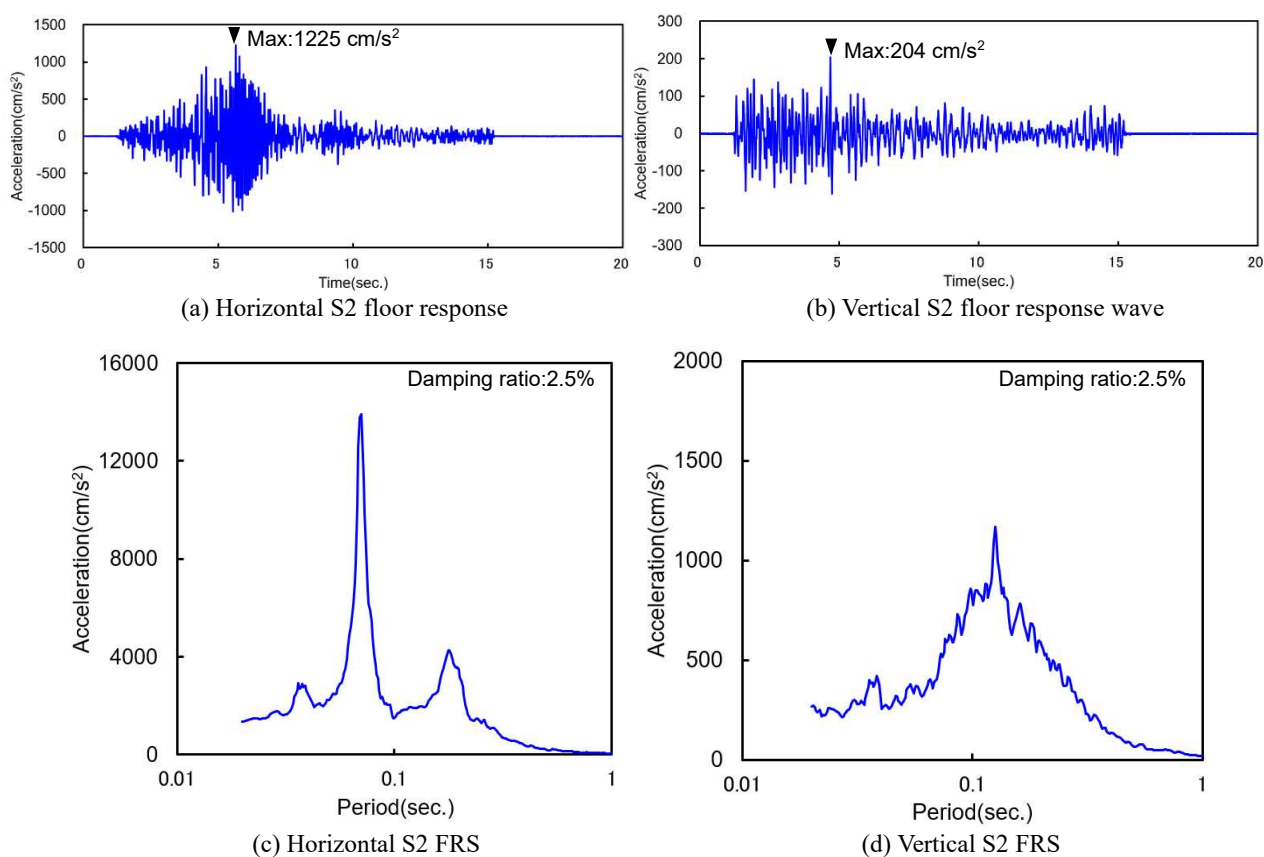 1500
1000
500
0
-500
-1000
-1500
Acceleration(cm/s²)
▼ Max:1225 cm/s²
0 5 10 15 20
Time(sec.)
(a) Horizontal S2 floor response
300
200
100
0
-100
-200
-300
Acceleration(cm/s²)
▼ Max:204 cm/s²
0 5 10 15 20
Time(sec.)
(b) Vertical S2 floor response wave
16000
12000
8000
4000
0
Acceleration(cm/s²)
Damping ratio:2.5%
0.01 0.1 1
Period(sec.)
(c) Horizontal S2 FRS
2000
1500
1000
500
0
Acceleration(cm/s²)
Damping ratio:2.5%
0.01 0.1 1
Period(sec.)
(d) Vertical S2 FRS